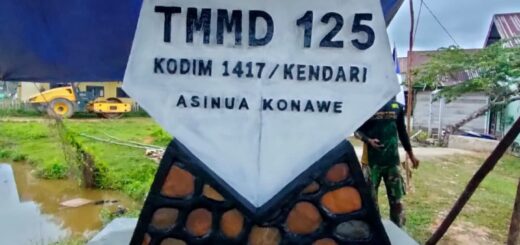 TMMD 125
KODIM 1417/KENDARI
ASINUA KONAWE